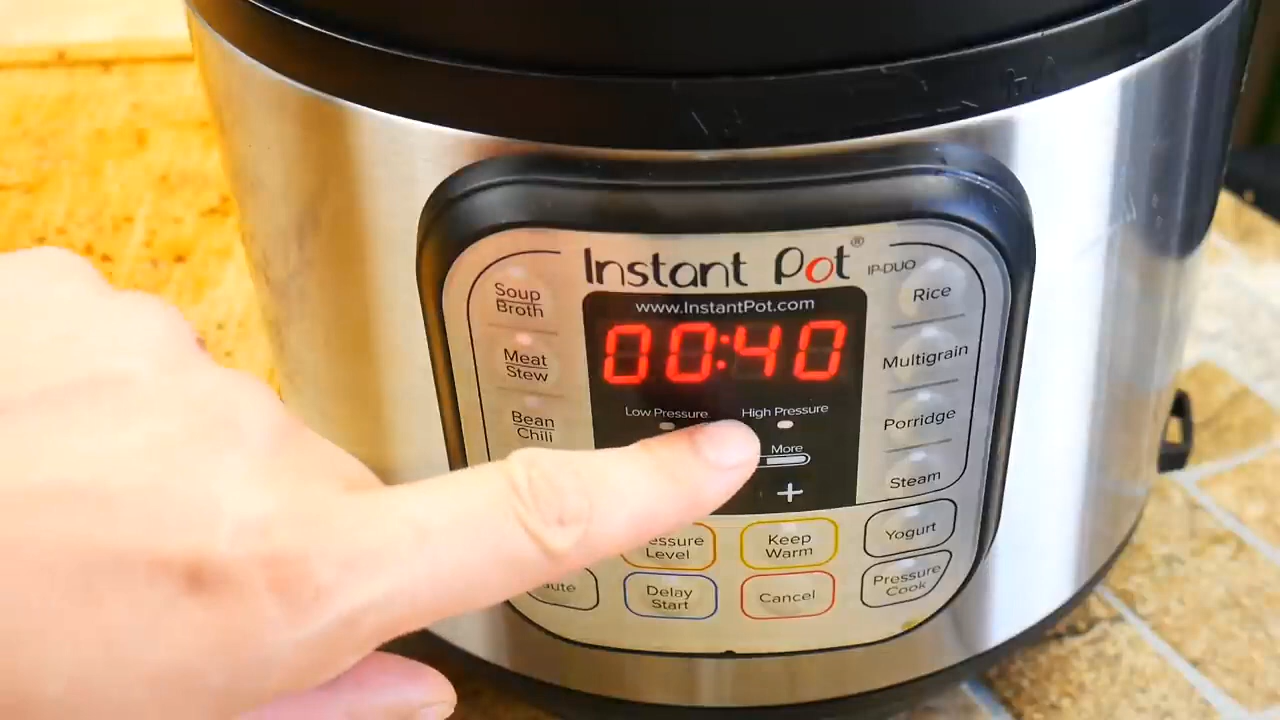 Instant Pot®
IP-DUO
www.InstantPot.com
00:40
Low Pressure
High Pressure
More
+
Soup
Broth
Meat
Stew
Bean
Chili
Rice
Multigrain
Porridge
Steam
Level
Keep
Warm
Yogurt
Delay
Start
Cancel
Pressure
Cook